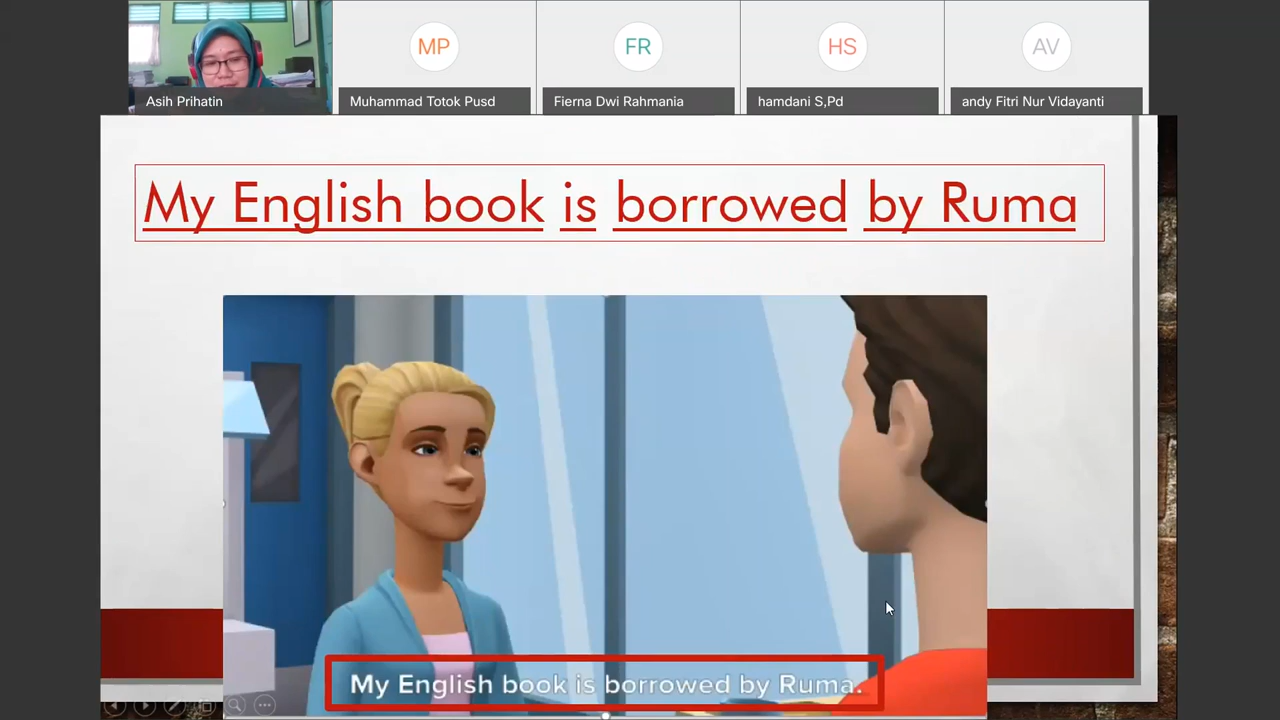 MP
FR
HS
AV
Asih Prihatin
Muhammad Totok Pusd
Fierna Dwi Rahmania
hamdani S,Pd
andy Fitri Nur Vidayanti
My English book is borrowed by Ruma
My English book is borrowed by Ruma.